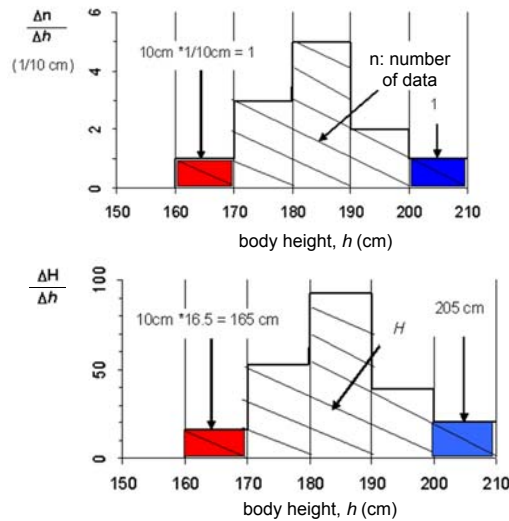 Δn
Δh
(1/10 cm)
10cm *1/10cm = 1
n: number
of data
1
6
4
2
0
150 160 170 180 190 200 210
body height, h (cm)
ΔH
Δh
10cm *16.5 = 165 cm
H
205 cm
100
50
0
150 160 170 180 190 200 210
body height, h (cm)